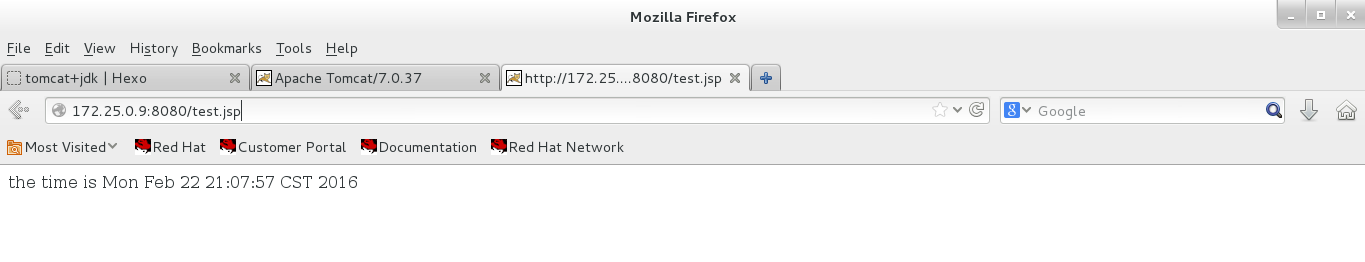 Mozilla Firefox
File Edit View History Bookmarks Tools Help
tomcat+jdk | Hexo Apache Tomcat/7.0.37 http://172.25....8080/test.jsp
172.25.0.9:8080/test.jsp 8 Google
Most Visited Red Hat Customer Portal Documentation Red Hat Network
the time is Mon Feb 22 21:07:57 CST 2016